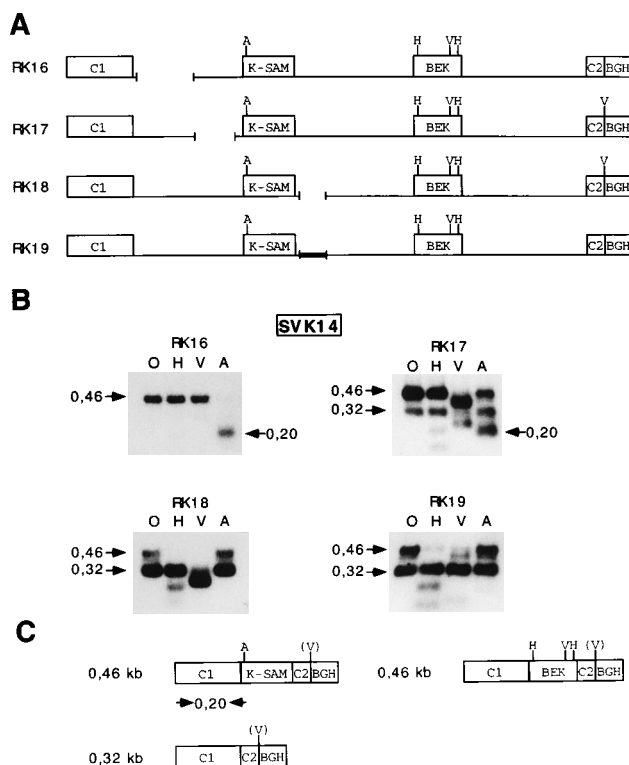 A
A H VH
RK16 C1 K-SAM BEK C2 BGH
A H VH V
RK17 C1 K-SAM BEK C2 BGH
A H VH V
RK18 C1 K-SAM BEK C2 BGH
A H VH
RK19 C1 K-SAM BEK C2 BGH
B
SVK14
RK16
O H V A
0,46
0,20
RK17
O H V A
0,46
0,32
0,20
RK18
O H V A
0,46
0,32
RK19
O H V A
0,46
0,32
C
A (V)
0,46 kb C1 K-SAM C2 BGH
0,20
H VH (V)
0,46 kb C1 BEK C2 BGH
(V)
0,32 kb C1 C2 BGH